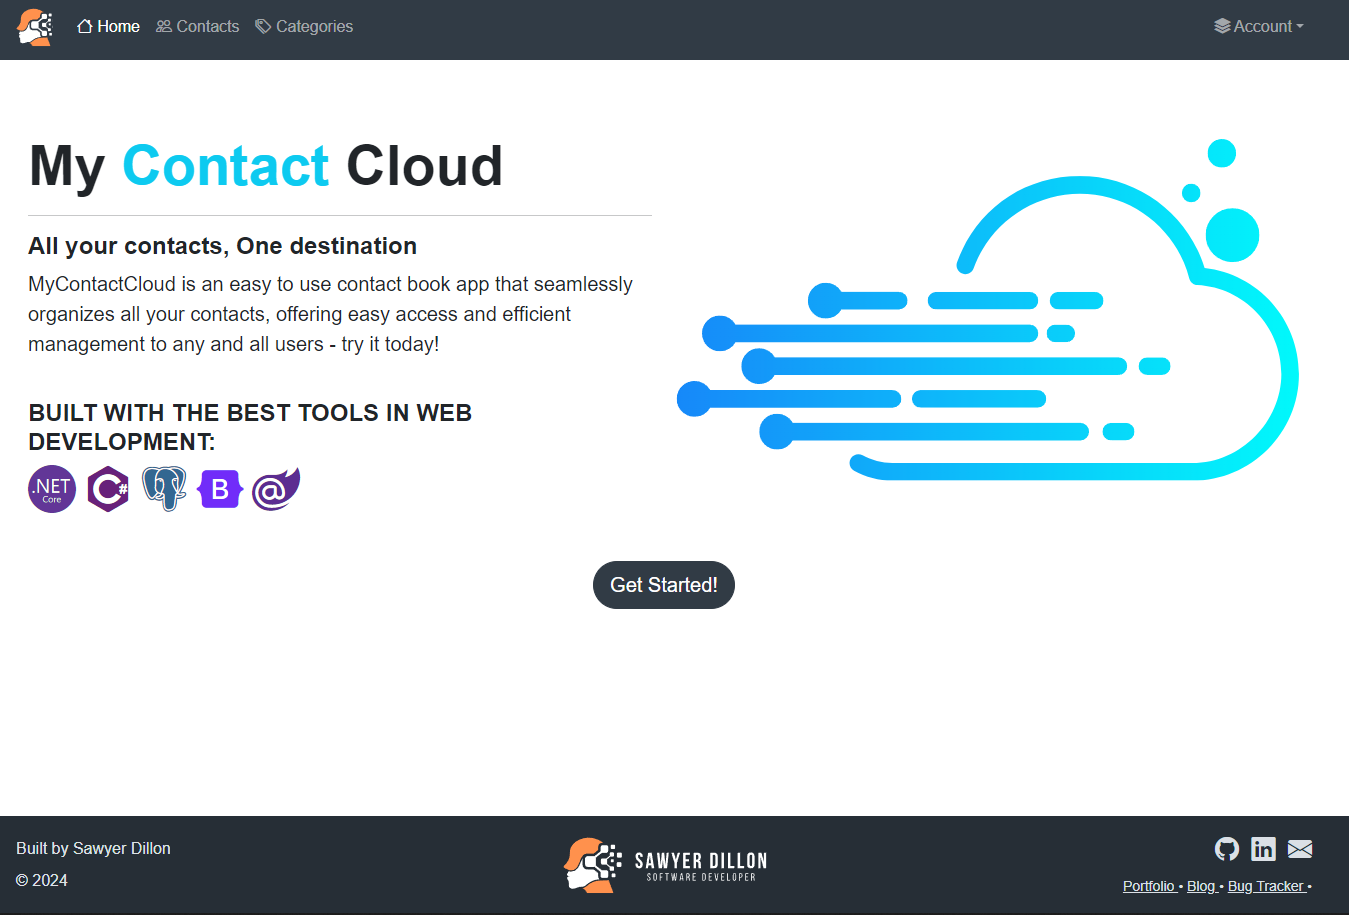 Home Contacts Categories Account
My Contact Cloud
All your contacts, One destination
MyContactCloud is an easy to use contact book app that seamlessly
organizes all your contacts, offering easy access and efficient
management to any and all users - try it today!
BUILT WITH THE BEST TOOLS IN WEB
DEVELOPMENT:
.NET
Core
C#
B
@
Get Started!
Built by Sawyer Dillon
© 2024
SAWYER DILLON
SOFTWARE DEVELOPER
in
Portfolio • Blog • Bug Tracker •